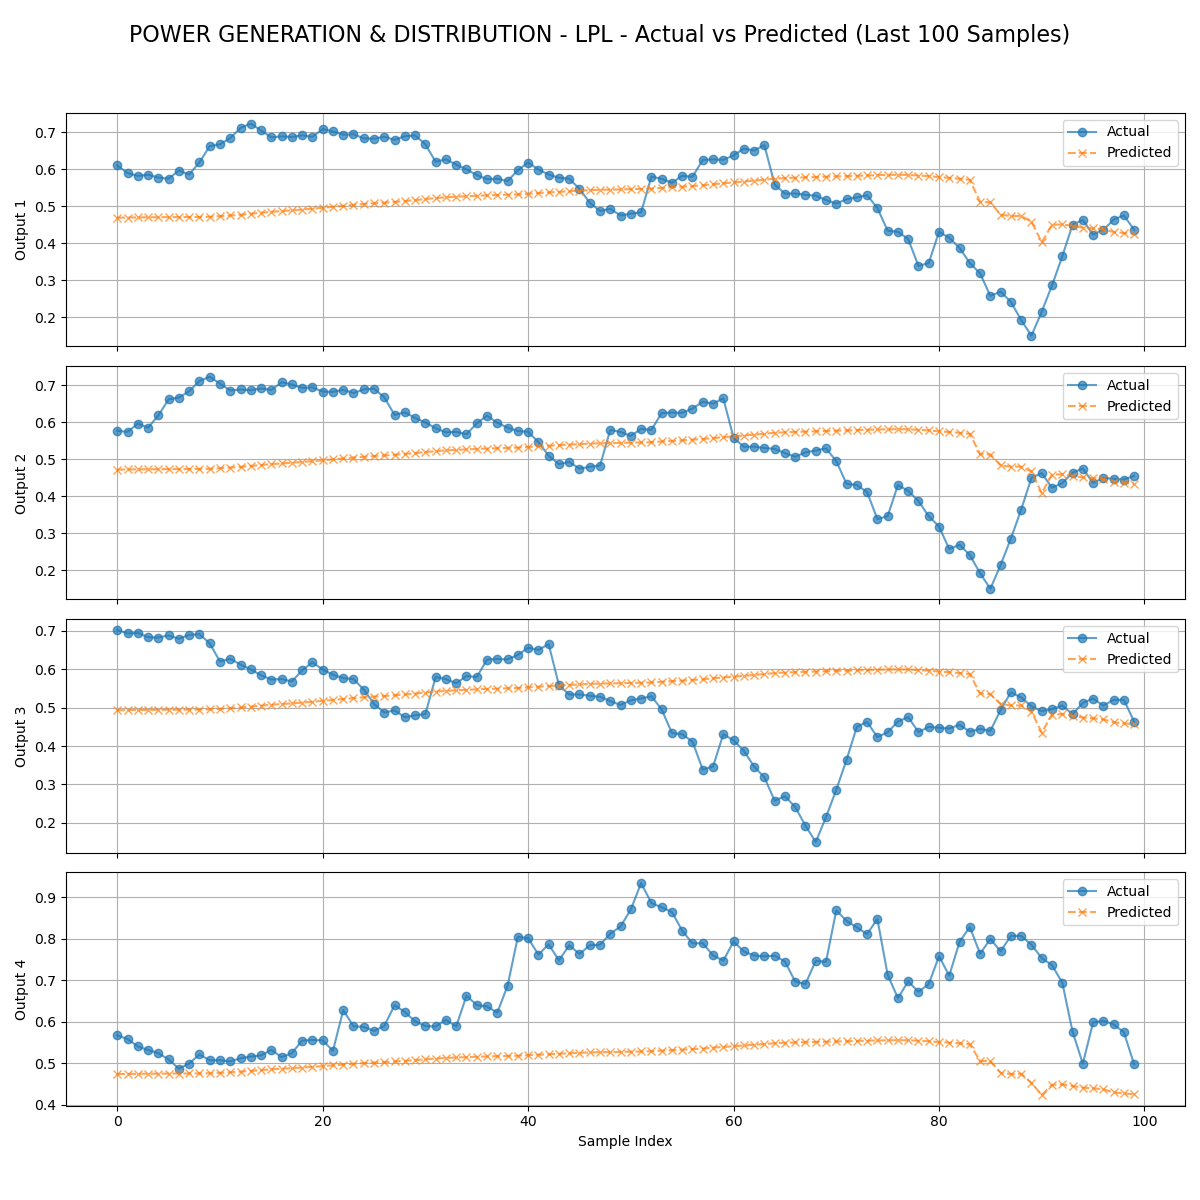 POWER GENERATION & DISTRIBUTION - LPL - Actual vs Predicted (Last 100 Samples)
Output 1
0.7
0.6
0.5
0.4
0.3
0.2
Actual
Predicted
Output 2
0.7
0.6
0.5
0.4
0.3
0.2
Actual
Predicted
Output 3
0.7
0.6
0.5
0.4
0.3
0.2
Actual
Predicted
Output 4
0.9
0.8
0.7
0.6
0.5
0.4
Actual
Predicted
0 20 40 60 80 100
Sample Index